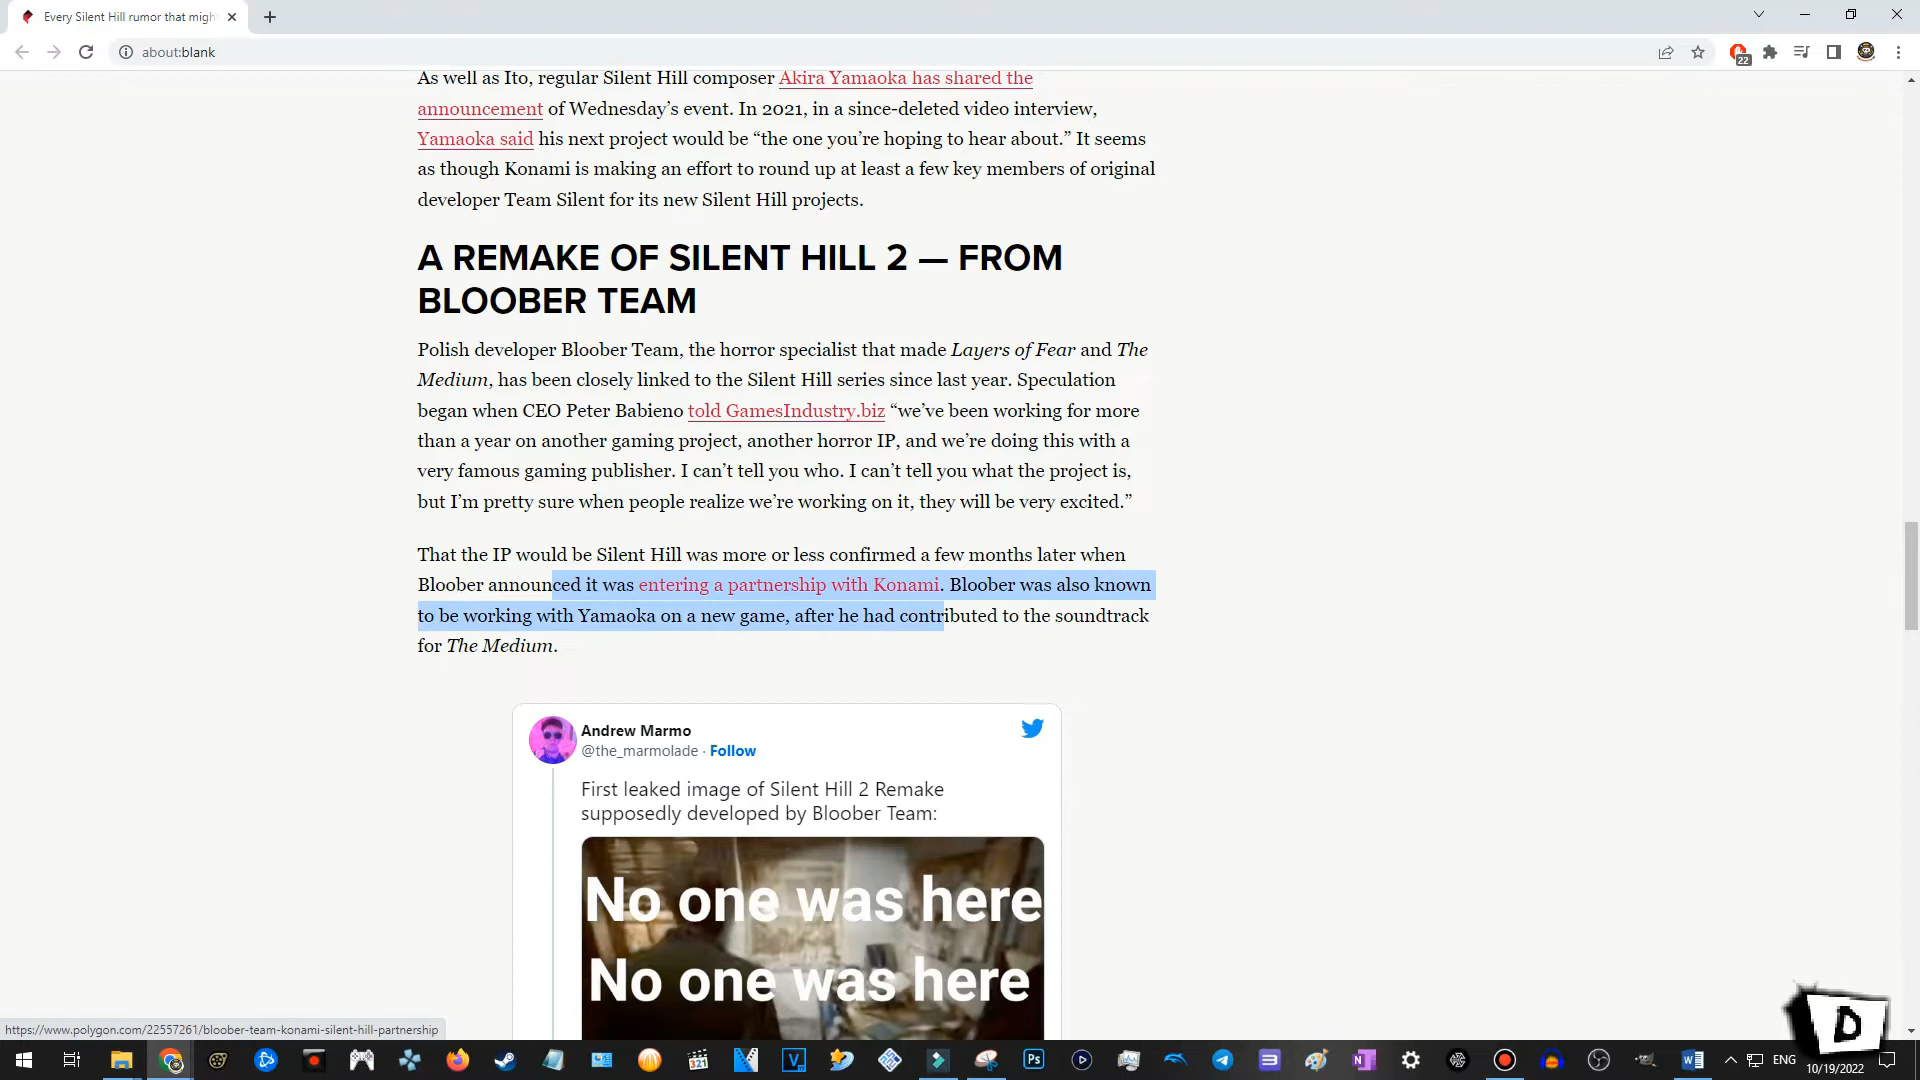 Every Silent Hill rumor that migh
about:blank
22
As well as Ito, regular Silent Hill composer Akira Yamaoka has shared the
announcement of Wednesday’s event. In 2021, in a since-deleted video interview,
Yamaoka said his next project would be “the one you’re hoping to hear about.” It seems
as though Konami is making an effort to round up at least a few key members of original
developer Team Silent for its new Silent Hill projects.
A REMAKE OF SILENT HILL 2 — FROM
BLOOBER TEAM
Polish developer Bloober Team, the horror specialist that made Layers of Fear and The
Medium, has been closely linked to the Silent Hill series since last year. Speculation
began when CEO Peter Babieno told GamesIndustry.biz “we’ve been working for more
than a year on another gaming project, another horror IP, and we’re doing this with a
very famous gaming publisher. I can’t tell you who. I can’t tell you what the project is,
but I’m pretty sure when people realize we’re working on it, they will be very excited.”
That the IP would be Silent Hill was more or less confirmed a few months later when
Bloober announced it was entering a partnership with Konami. Bloober was also known
to be working with Yamaoka on a new game, after he had contributed to the soundtrack
for The Medium.
Andrew Marmo
@the_marmolade · Follow
First leaked image of Silent Hill 2 Remake
supposedly developed by Bloober Team:
No one was here
No one was here
https://www.polygon.com/22557261/bloober-team-konami-silent-hill-partnership
D
321
V
Ps
N
W
ENG
10/19/2022